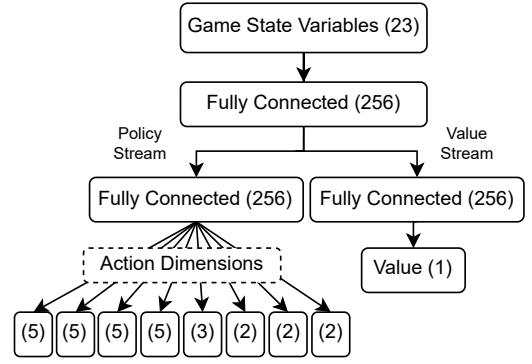 Game State Variables (23)
Fully Connected (256)
Policy
Stream
Value
Stream
Fully Connected (256)
Fully Connected (256)
Action Dimensions
Value (1)
(5) (5) (5) (5) (3) (2) (2) (2)